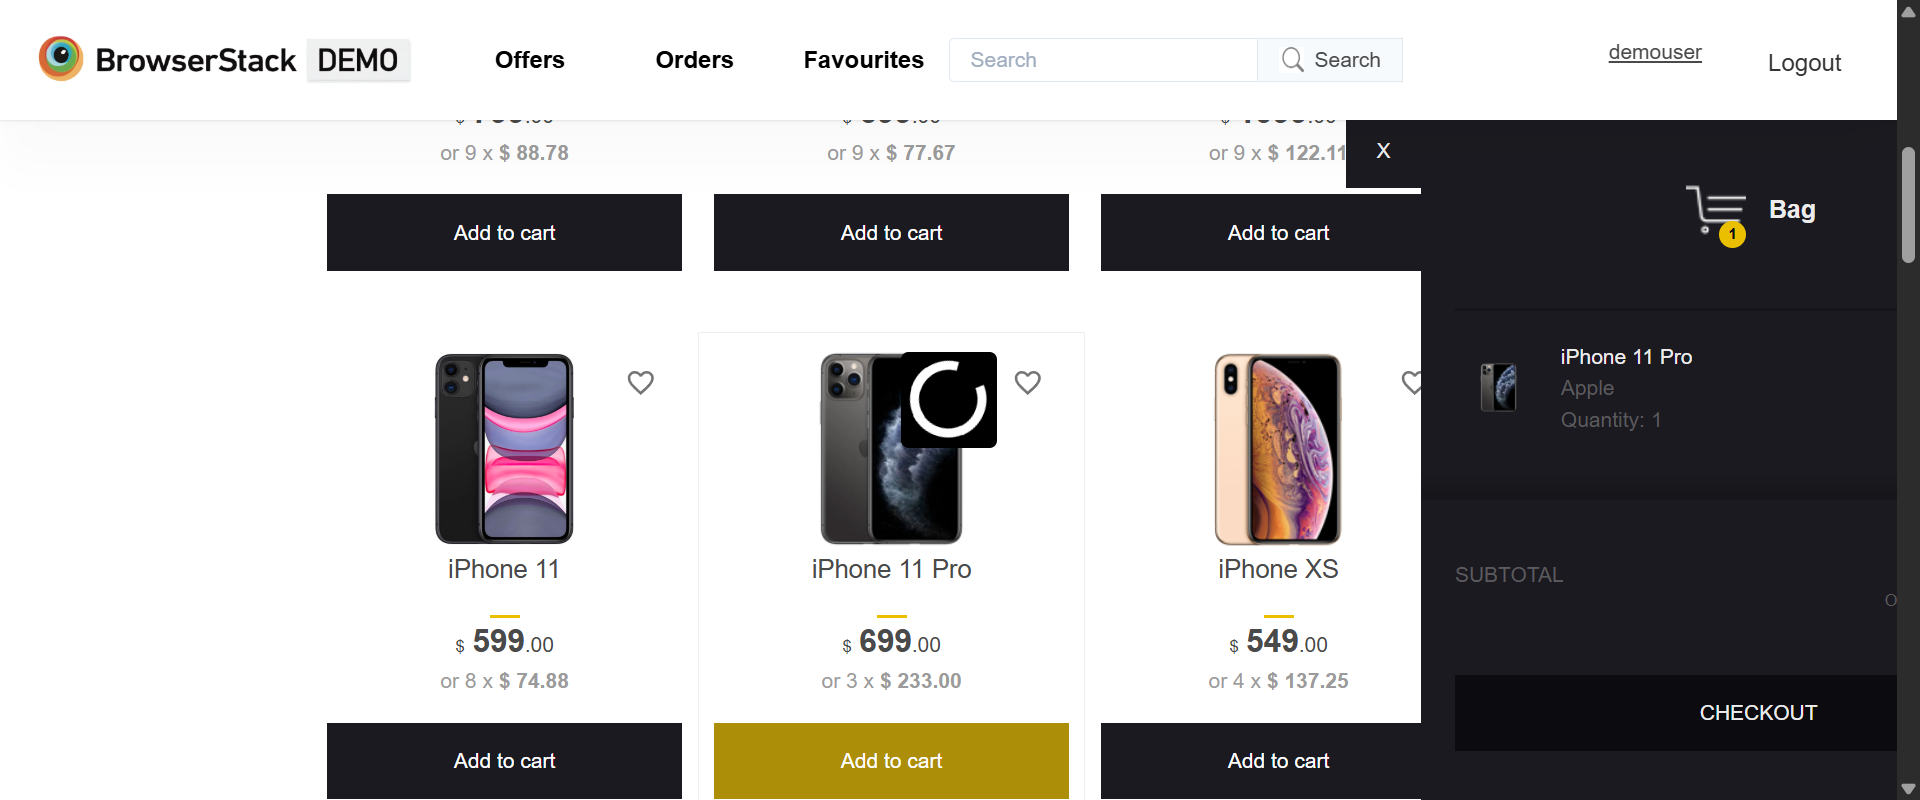 BrowserStack DEMO
Offers
Orders
Favourites
Search
Search
demouser
Logout
or 9 x $ 88.78
or 9 x $ 77.67
or 9 x $ 122.11
Add to cart
Add to cart
Add to cart
iPhone 11
$ 599.00
or 8 x $ 74.88
Add to cart
iPhone 11 Pro
$ 699.00
or 3 x $ 233.00
Add to cart
iPhone XS
$ 549.00
or 4 x $ 137.25
Add to cart
X
1
Bag
iPhone 11 Pro
Apple
Quantity: 1
SUBTOTAL
CHECKOUT